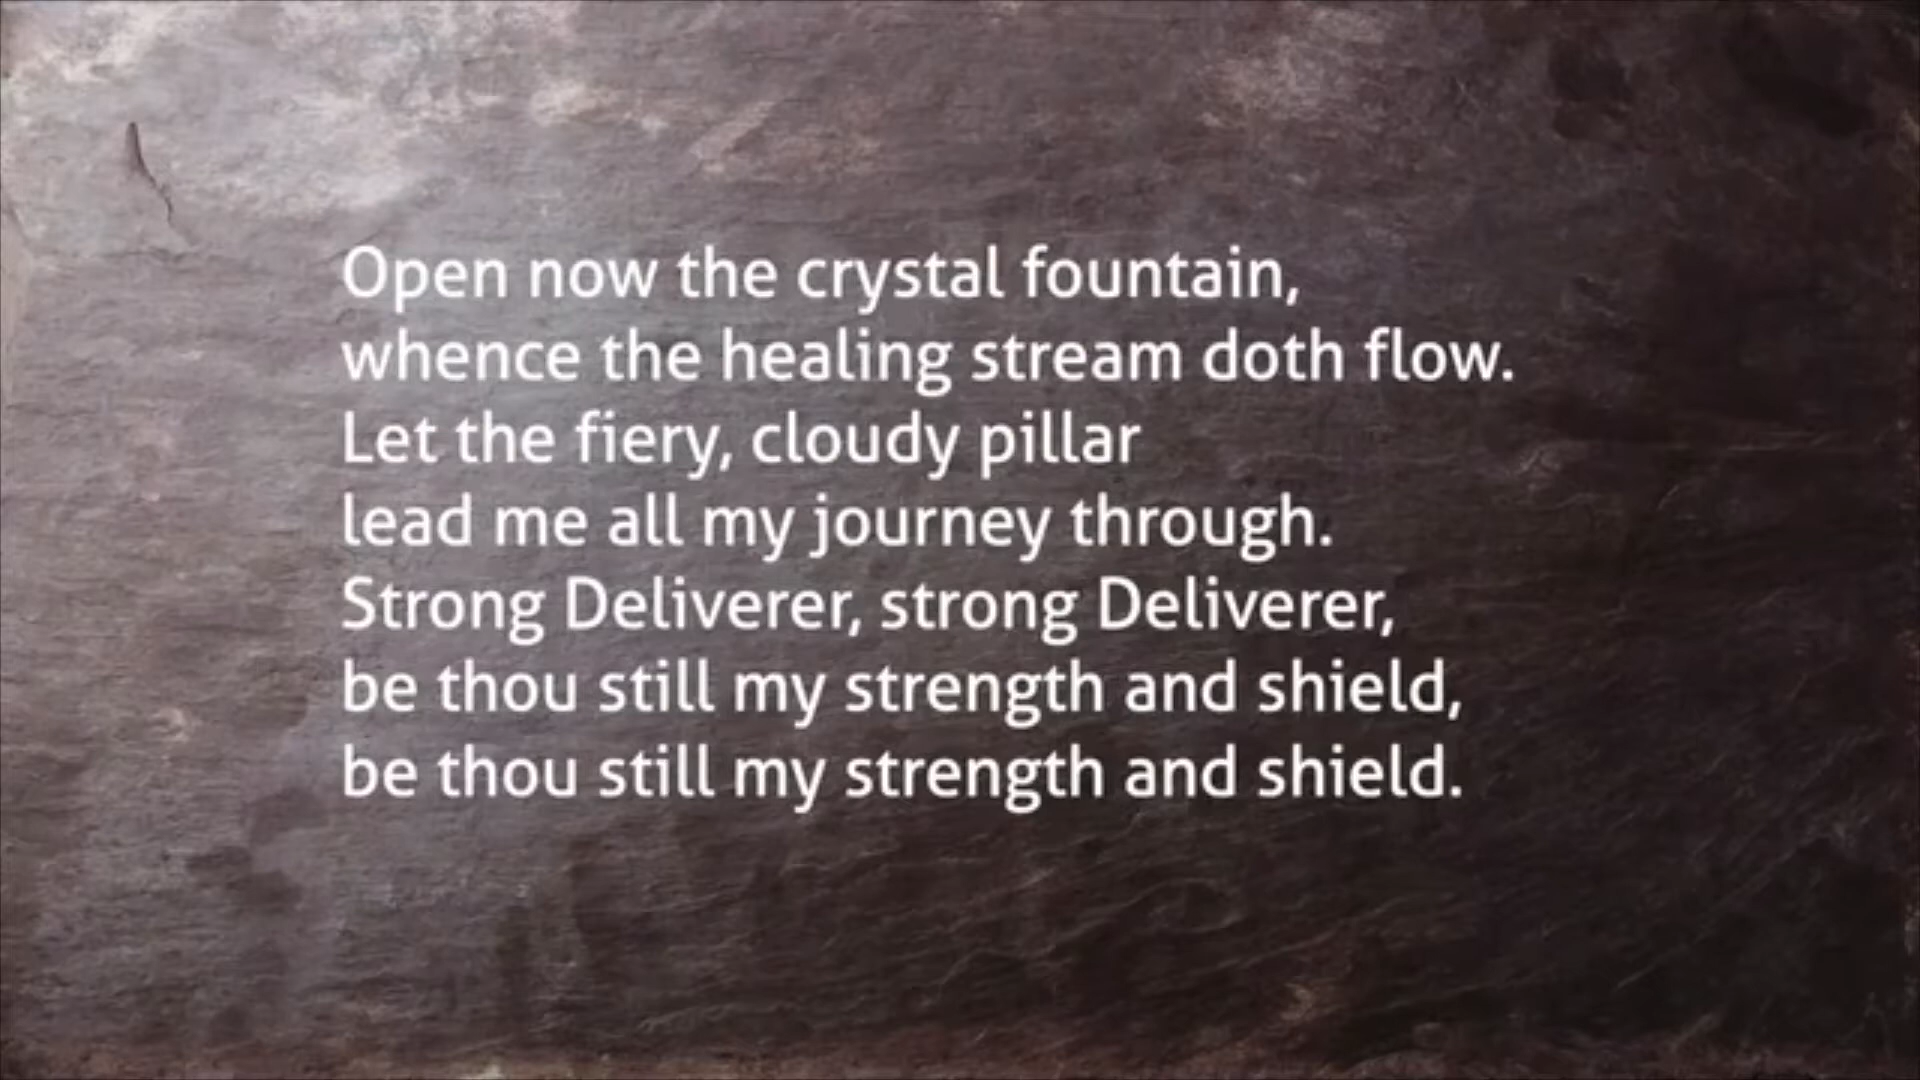 Open now the crystal fountain,
whence the healing stream doth flow.
Let the fiery, cloudy pillar
lead me all my journey through.
Strong Deliverer, strong Deliverer,
be thou still my strength and shield,
be thou still my strength and shield.